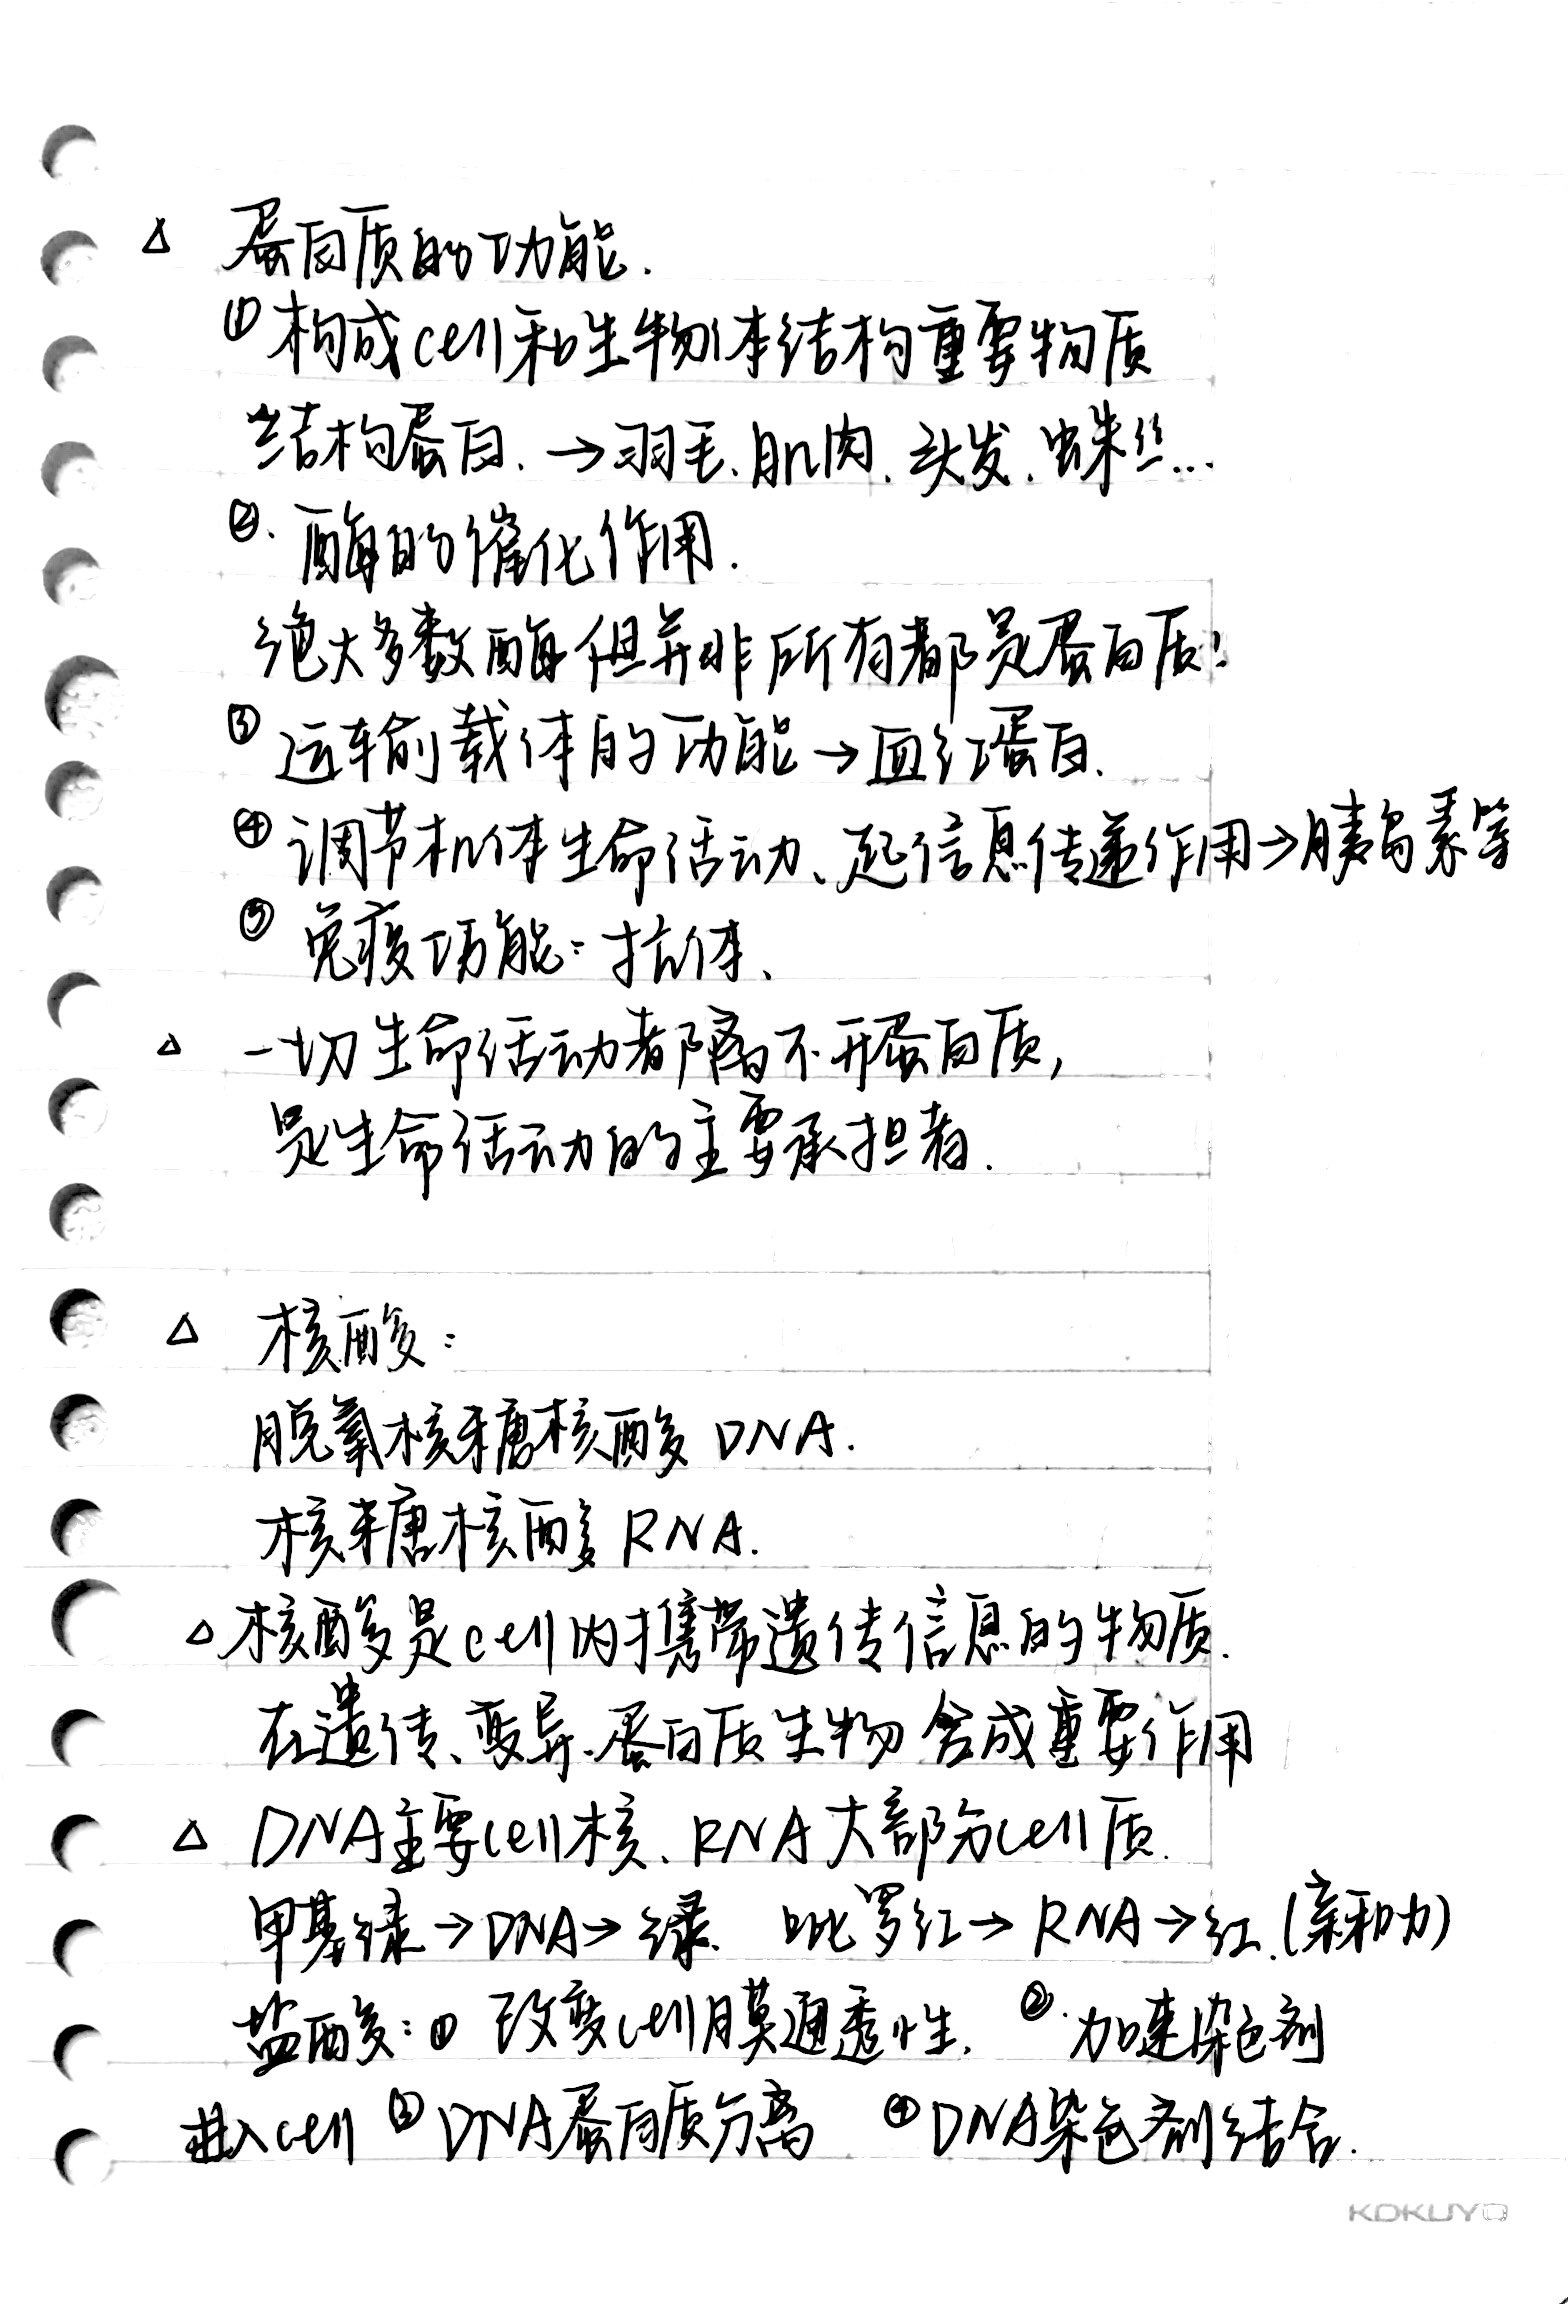 △ 蛋白质的功能.
① 构成cell和生物体结构重要物质
结构蛋白. →羽毛、肌肉、头发、蛛丝...
②. 酶的催化作用.
绝大多数酶但并非所有都是蛋白质!
③ 运输载体的功能→血红蛋白.
④ 调节机体生命活动、起信息传递作用→胰岛素等
⑤ 免疫功能: 抗体、
△ 一切生命活动都离不开蛋白质,
是生命活动的主要承担者.
△ 核酸:
脱氧核糖核酸 DNA.
核糖核酸 RNA.
△ 核酸是cell内携带遗传信息的物质.
在遗传、变异、蛋白质生物合成重要作用
△ DNA主要cell核、RNA大部分cell质.
甲基绿→DNA→绿. 吡罗红→RNA→红.(亲和力)
盐酸: ① 改变cell膜通透性. ②. 加速染色剂
进入cell ③ DNA蛋白质分离 ④ DNA染色剂结合.
KOKUYO